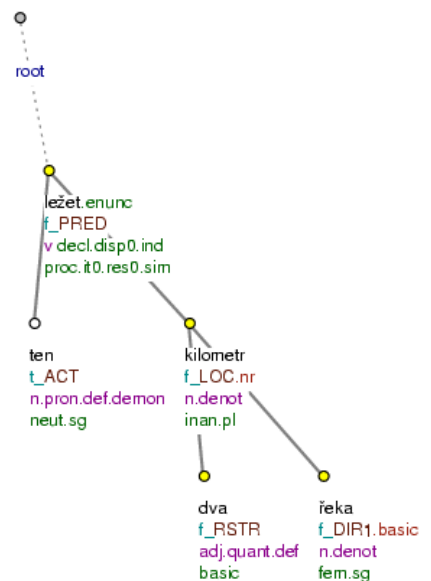 root
ležet.enunc
f_PRED
v decl.disp0.ind
proc.it0.res0.sim
ten
t_ACT
n.pron.def.demon
neut.sg
kilometr
f_LOC.nr
n.denot
inan.pl
dva
f_RSTR
adj.quant.def
basic
řeka
f_DIR1.basic
n.denot
fem.sg